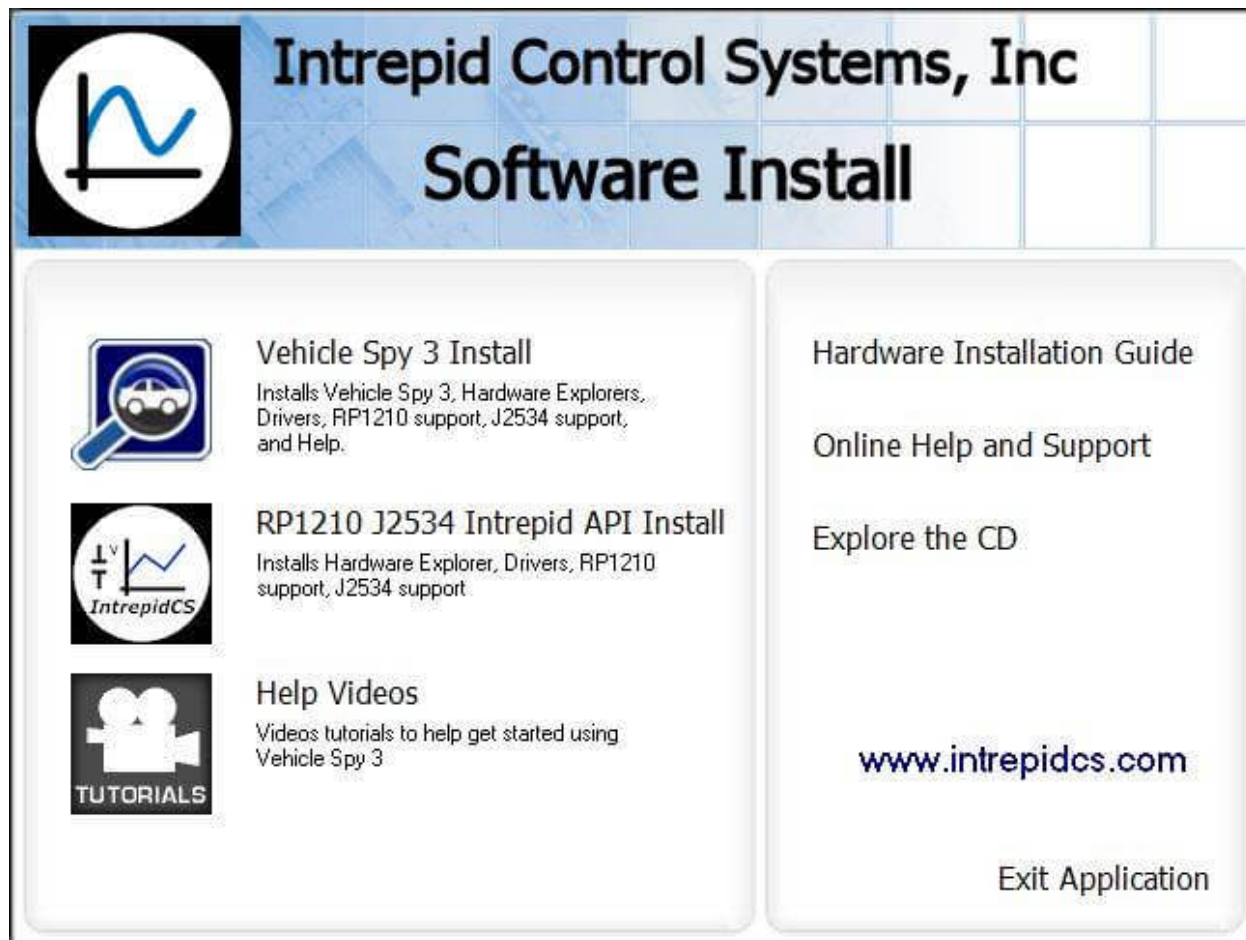 Intrepid Control Systems, Inc
Software Install
Vehicle Spy 3 Install
Installs Vehicle Spy 3, Hardware Explorers,
Drivers, RP1210 support, J2534 support,
and Help.
RP1210 J2534 Intrepid API Install
Installs Hardware Explorer, Drivers, RP1210
support, J2534 support
V
T
IntrepidCS
Help Videos
Videos tutorials to help get started using
Vehicle Spy 3
TUTORIALS
Hardware Installation Guide
Online Help and Support
Explore the CD
www.intrepidcs.com
Exit Application